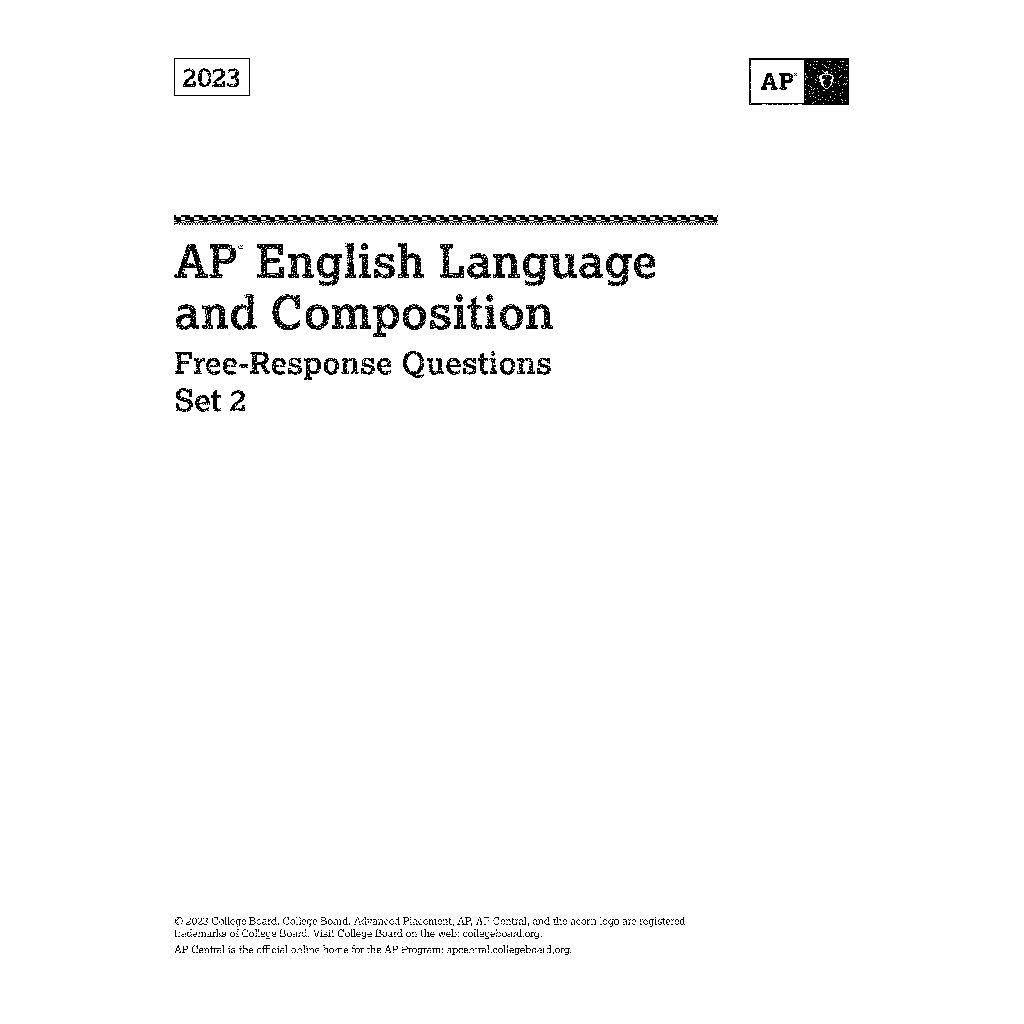 2023
AP®
AP® English Language
and Composition
Free-Response Questions
Set 2
© 2023 College Board. College Board, Advanced Placement, AP, AP Central, and the acorn logo are registered
trademarks of College Board. Visit College Board on the web: collegeboard.org.
AP Central is the official online home for the AP Program: apcentral.collegeboard.org.